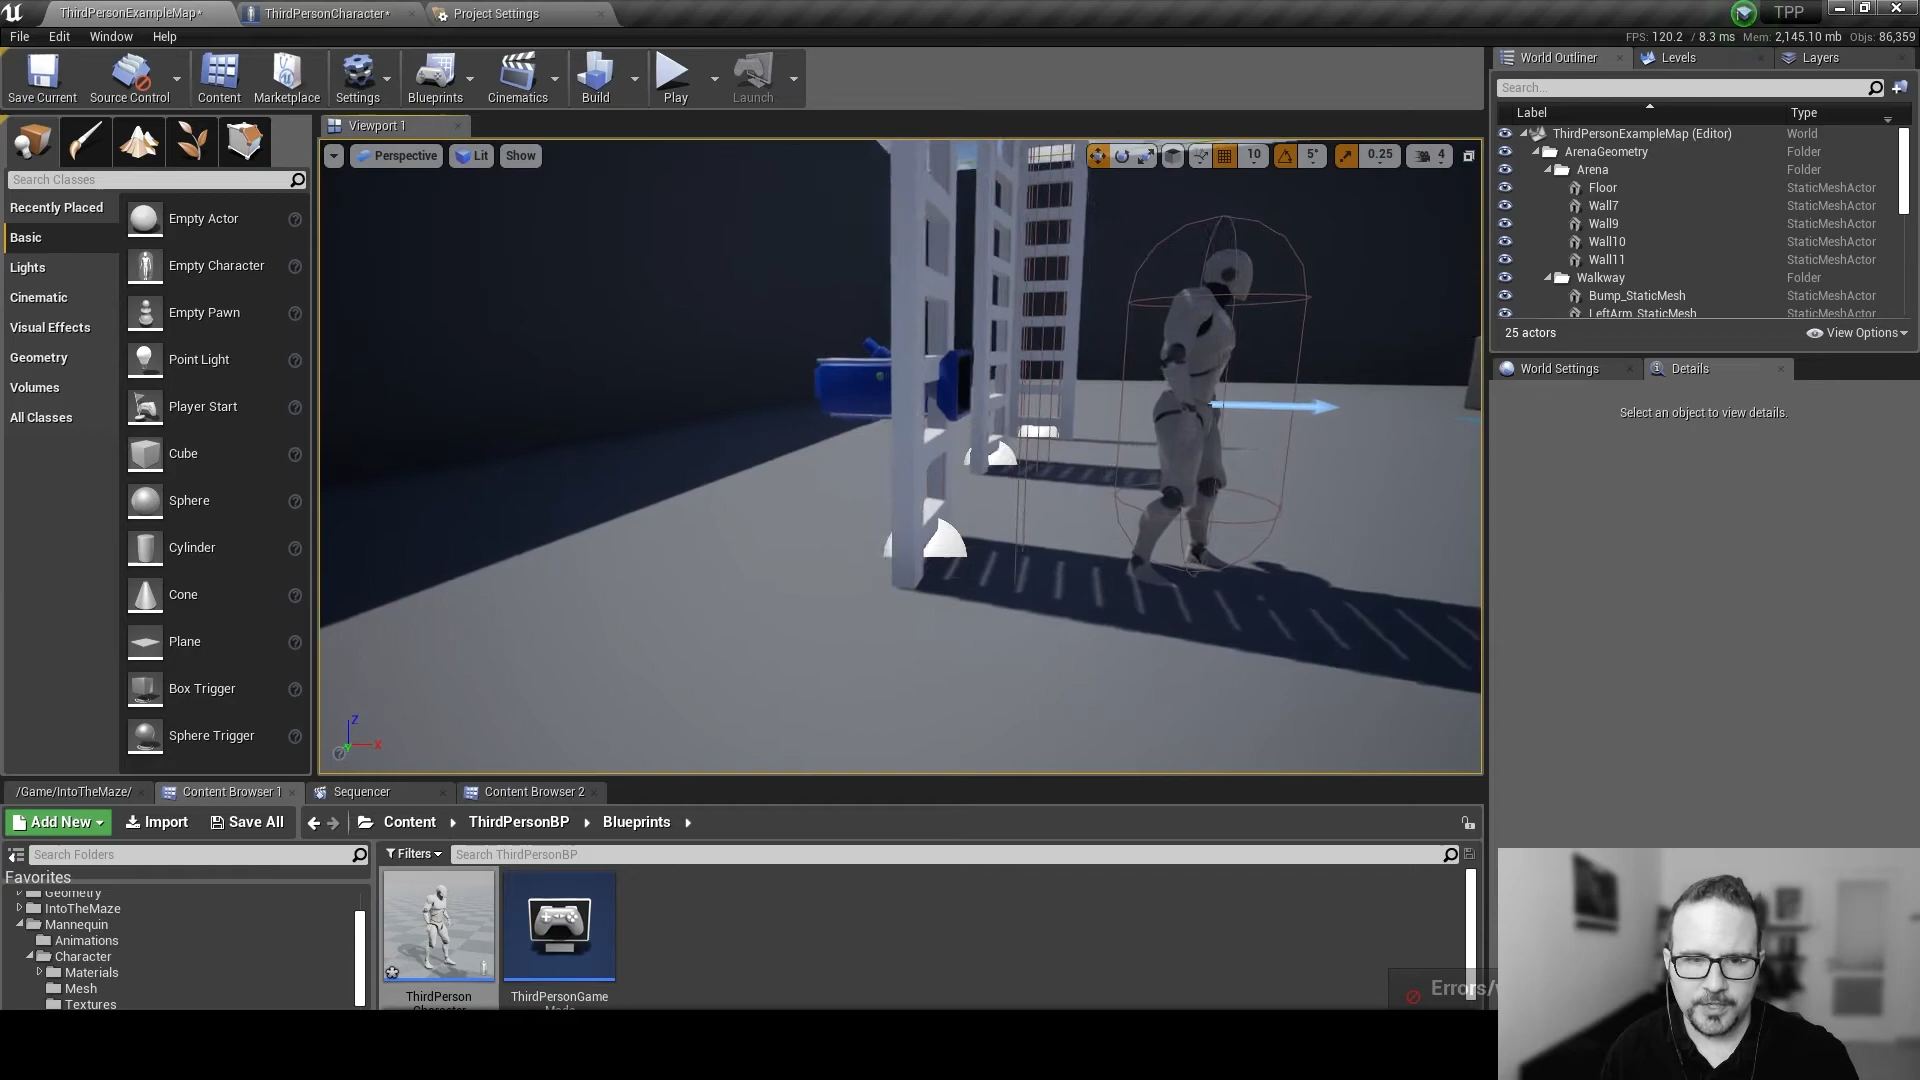 ThirdPersonExampleMap*
ThirdPersonCharacter*
Project Settings
TPP
File Edit Window Help
FPS: 120.2 / 8.3 ms Mem: 2,145.10 mb Objs: 86,359
Save Current
Source Control
Content
Marketplace
Settings
Blueprints
Cinematics
Build
Play
Launch
Search Classes
Recently Placed
Basic
Lights
Cinematic
Visual Effects
Geometry
Volumes
All Classes
Empty Actor
Empty Character
Empty Pawn
Point Light
Player Start
Cube
Sphere
Cylinder
Cone
Plane
Box Trigger
Sphere Trigger
Viewport 1
Perspective
Lit
Show
10
5°
0.25
4
Z
X
World Outliner
Levels
Layers
Search...
Label Type
ThirdPersonExampleMap (Editor) World
ArenaGeometry Folder
Arena Folder
Floor StaticMeshActor
Wall7 StaticMeshActor
Wall9 StaticMeshActor
Wall10 StaticMeshActor
Wall11 StaticMeshActor
Walkway Folder
Bump_StaticMesh StaticMeshActor
LeftArm_StaticMesh StaticMeshActor
25 actors
View Options
World Settings
Details
Select an object to view details.
/Game/IntoTheMaze/
Content Browser 1
Sequencer
Content Browser 2
Add New
Import
Save All
Content
ThirdPersonBP
Blueprints
Search Folders
Favorites
Geometry
IntoTheMaze
Mannequin
Animations
Character
Materials
Mesh
Textures
Filters
Search ThirdPersonBP
ThirdPerson
Character
ThirdPersonGame
Mode
Errors/